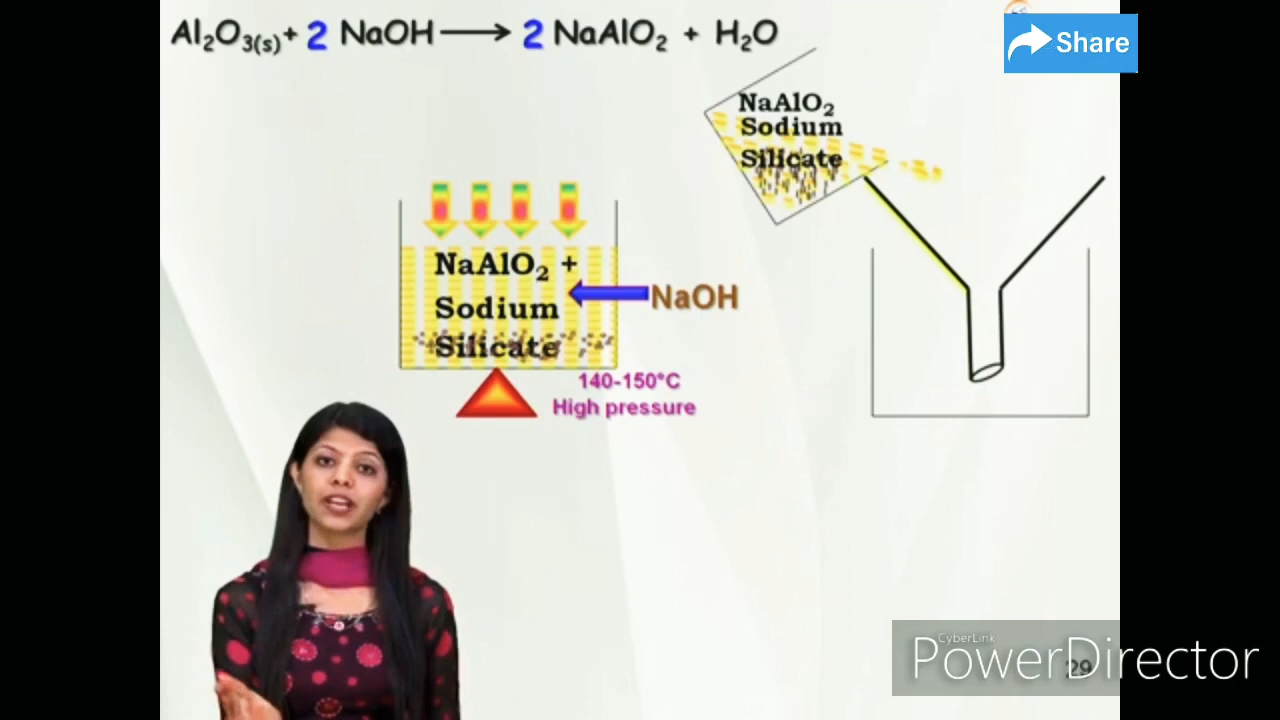 Al₂O₃(s) + 2 NaOH ⟶ 2 NaAlO₂ + H₂O
Share
NaAlO₂
Sodium
Silicate
NaAlO₂ +
Sodium
Silicate
NaOH
140-150°C
High pressure
CyberLink
PowerDirector
29